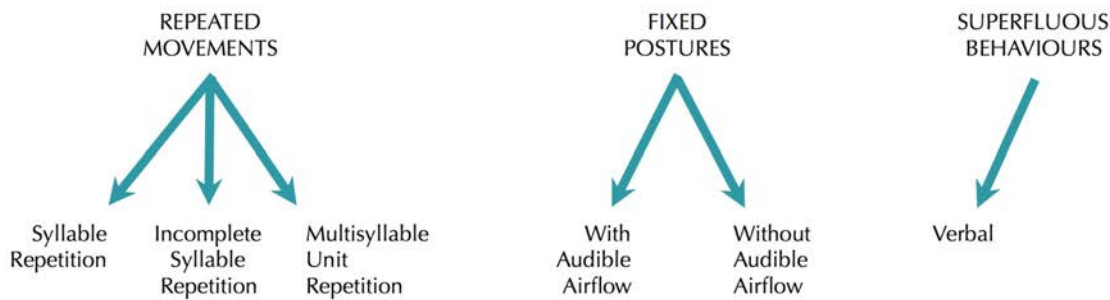 REPEATED
MOVEMENTS
FIXED
POSTURES
SUPERFLUOUS
BEHAVIOURS
Syllable
Repetition
Incomplete
Syllable
Repetition
Multisyllable
Unit
Repetition
With
Audible
Airflow
Without
Audible
Airflow
Verbal